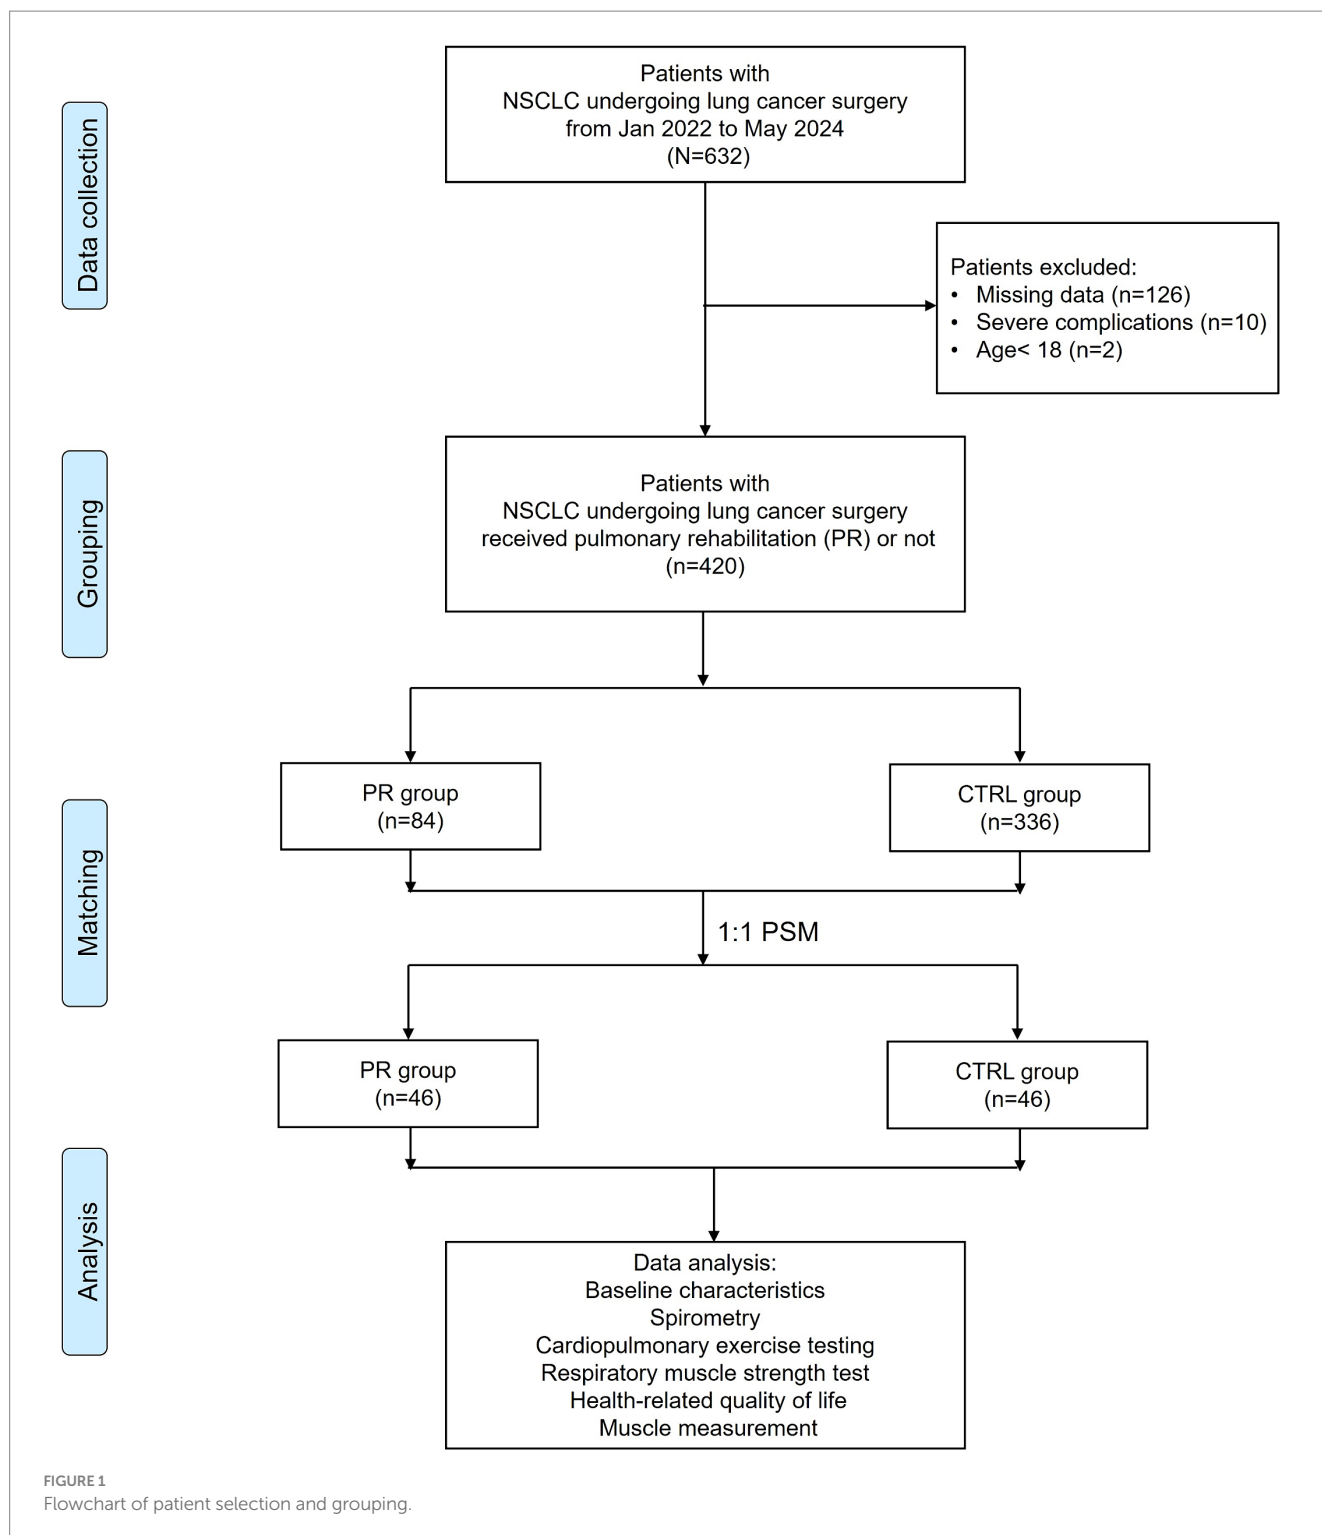 Data collection
Patients with
NSCLC undergoing lung cancer surgery
from Jan 2022 to May 2024
(N=632)
Patients excluded:
• Missing data (n=126)
• Severe complications (n=10)
• Age< 18 (n=2)
Grouping
Patients with
NSCLC undergoing lung cancer surgery
received pulmonary rehabilitation (PR) or not
(n=420)
Matching
PR group
(n=84)
CTRL group
(n=336)
1:1 PSM
PR group
(n=46)
CTRL group
(n=46)
Analysis
Data analysis:
Baseline characteristics
Spirometry
Cardiopulmonary exercise testing
Respiratory muscle strength test
Health-related quality of life
Muscle measurement
FIGURE 1
Flowchart of patient selection and grouping.